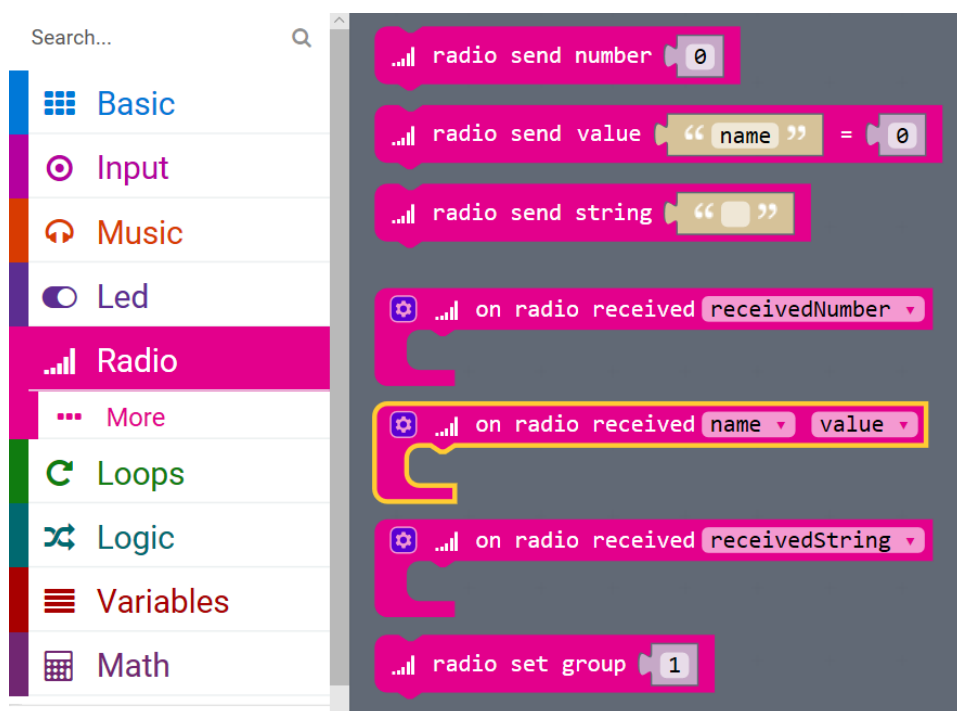 Search...
Basic
Input
Music
Led
Radio
More
Loops
Logic
Variables
Math
radio send number 0
radio send value “ name ” = 0
radio send string “ ”
on radio received receivedNumber
on radio received name value
on radio received receivedString
radio set group 1